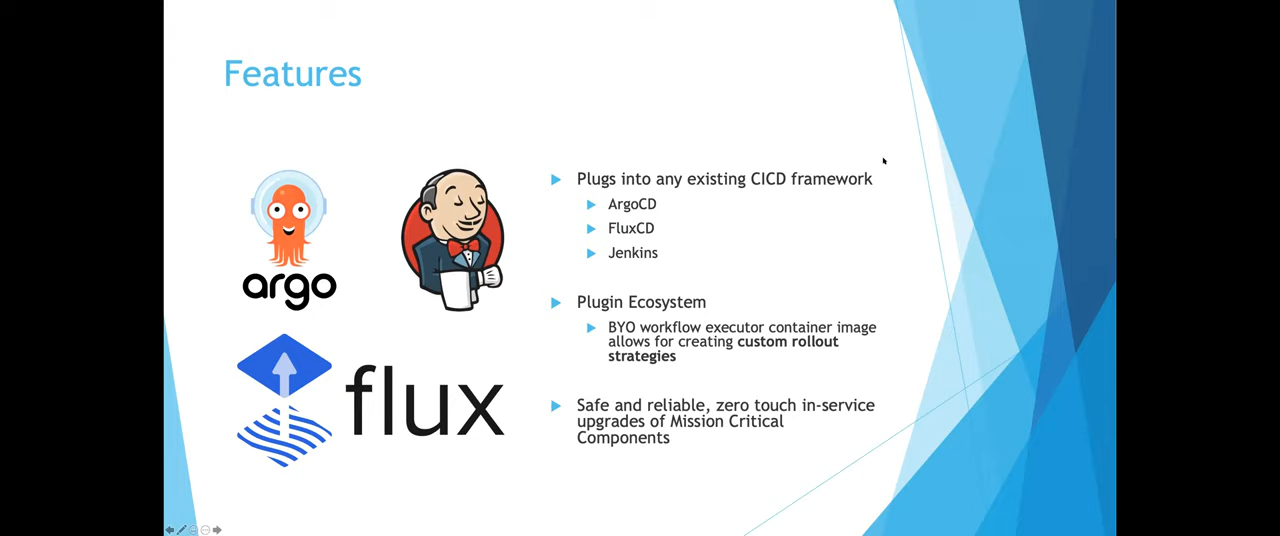 Features
argo
flux
Plugs into any existing CICD framework
ArgoCD
FluxCD
Jenkins
Plugin Ecosystem
BYO workflow executor container image
allows for creating custom rollout
strategies
Safe and reliable, zero touch in-service
upgrades of Mission Critical
Components